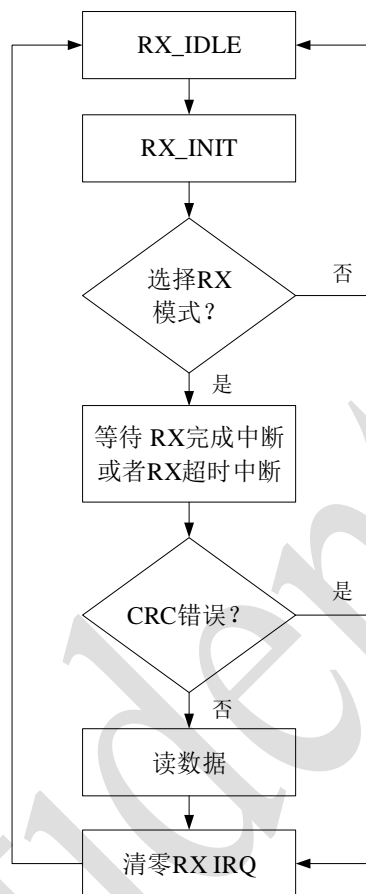 RX_IDLE
RX_INIT
选择RX
模式？
否
是
等待 RX完成中断
或者RX超时中断
CRC错误？
是
否
读数据
清零RX IRQ